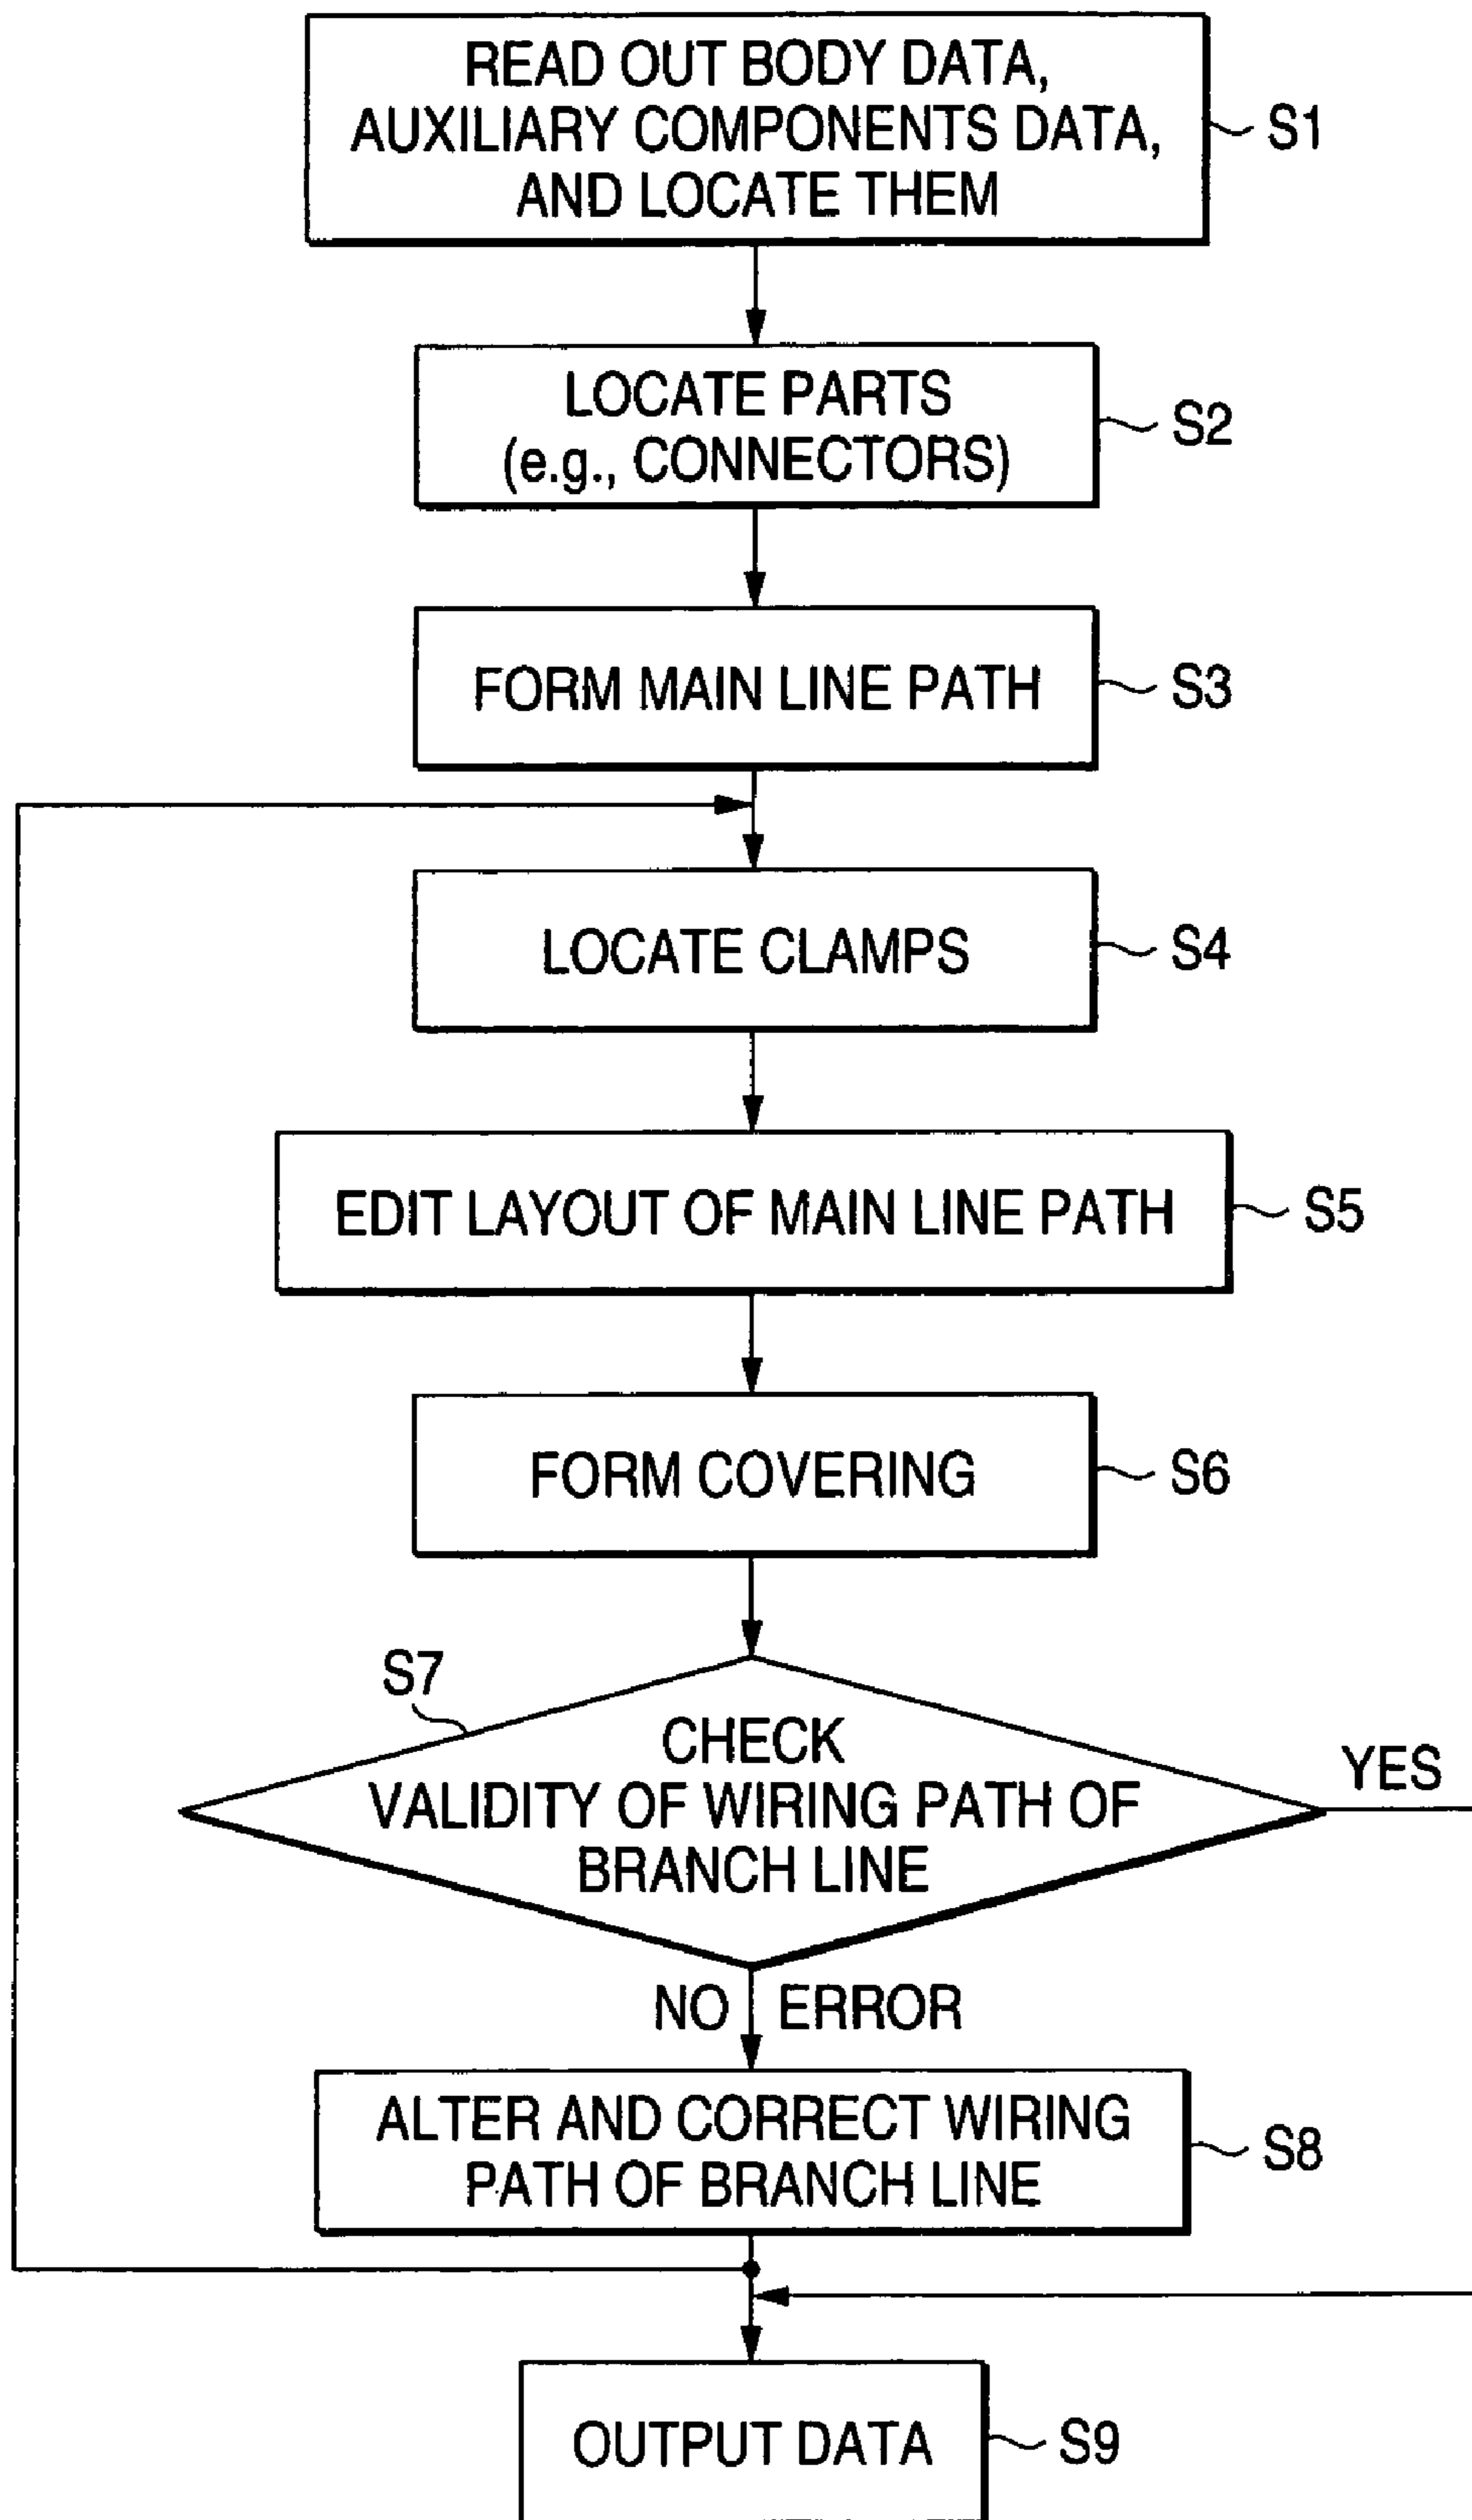 READ OUT BODY DATA,
AUXILIARY COMPONENTS DATA,
AND LOCATE THEM
S1
LOCATE PARTS
(e.g., CONNECTORS)
S2
FORM MAIN LINE PATH
S3
LOCATE CLAMPS
S4
EDIT LAYOUT OF MAIN LINE PATH
S5
FORM COVERING
S6
S7
CHECK
VALIDITY OF WIRING PATH OF
BRANCH LINE
YES
NO ERROR
ALTER AND CORRECT WIRING
PATH OF BRANCH LINE
S8
OUTPUT DATA
S9